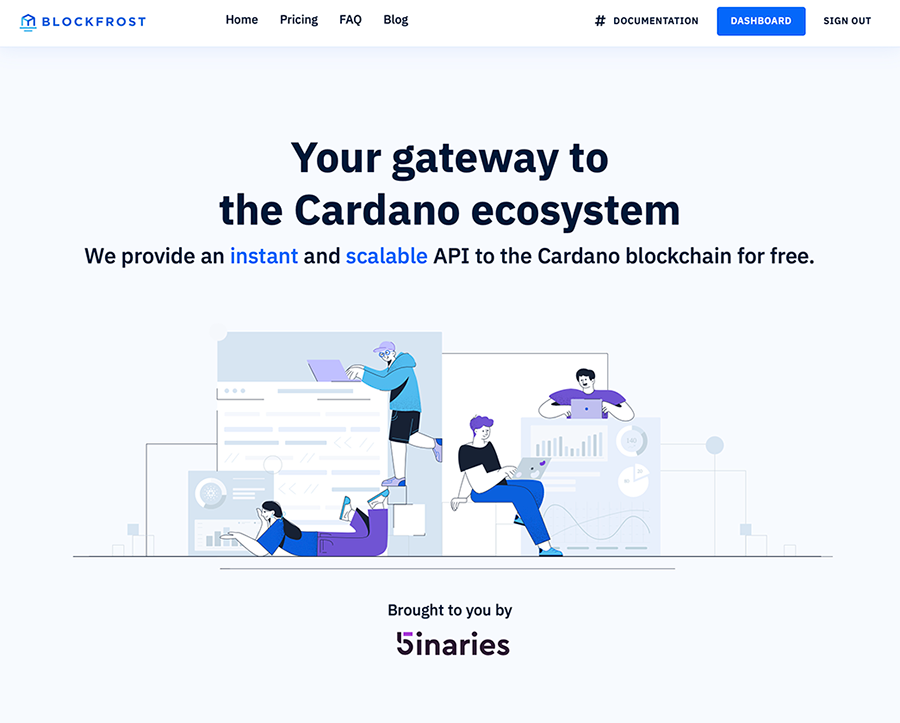 BLOCKFROST
Home Pricing FAQ Blog
# DOCUMENTATION DASHBOARD SIGN OUT
Your gateway to
the Cardano ecosystem
We provide an instant and scalable API to the Cardano blockchain for free.
140
Brought to you by
5inaries